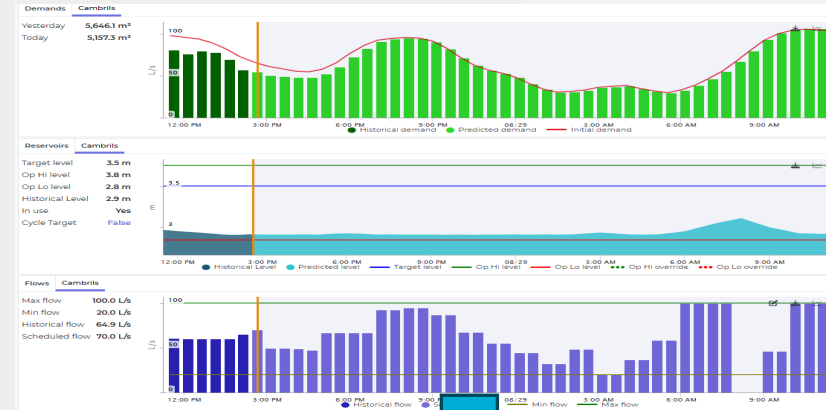 Demands Cambrils
Yesterday 5,646.1 m³
Today 5,157.3 m³
100
50
0
L/s
12:00 PM 3:00 PM 6:00 PM 9:00 PM 08/29 3:00 AM 6:00 AM 9:00 AM
Historical demand Predicted demand Initial demand
Reservoirs Cambrils
Target level 3.5 m
Op Hi level 3.8 m
Op Lo level 2.8 m
Historical Level 2.9 m
In use Yes
Cycle Target False
3.5
3
m
12:00 PM 3:00 PM 6:00 PM 9:00 PM 08/29 3:00 AM 6:00 AM 9:00 AM
Historical Level Predicted level Target level Op Hi level Op Lo level Op Hi override Op Lo override
Flows Cambrils
Max flow 100.0 L/s
Min flow 20.0 L/s
Historical flow 64.9 L/s
Scheduled flow 70.0 L/s
100
50
0
L/s
12:00 PM 3:00 PM 6:00 PM 9:00 08/29 3:00 AM 6:00 AM 9:00 AM
Historical flow Min flow Max flow